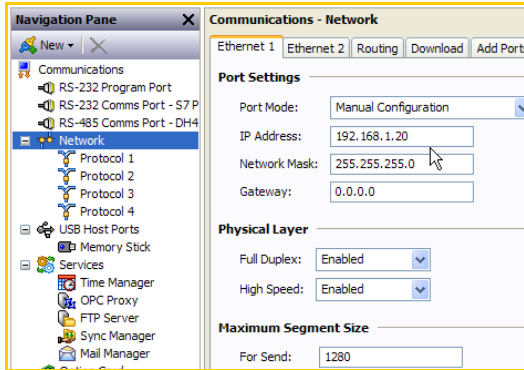 Navigation Pane X
New
Communications
RS-232 Program Port
RS-232 Comms Port - S7 P
RS-485 Comms Port - DH4
Network
Protocol 1
Protocol 2
Protocol 3
Protocol 4
USB Host Ports
Memory Stick
Services
Time Manager
OPC Proxy
FTP Server
Sync Manager
Mail Manager
Communications - Network
Ethernet 1 Ethernet 2 Routing Download Add Ports
Port Settings
Port Mode: Manual Configuration
IP Address: 192.168.1.20
Network Mask: 255.255.255.0
Gateway: 0.0.0.0
Physical Layer
Full Duplex: Enabled
High Speed: Enabled
Maximum Segment Size
For Send: 1280